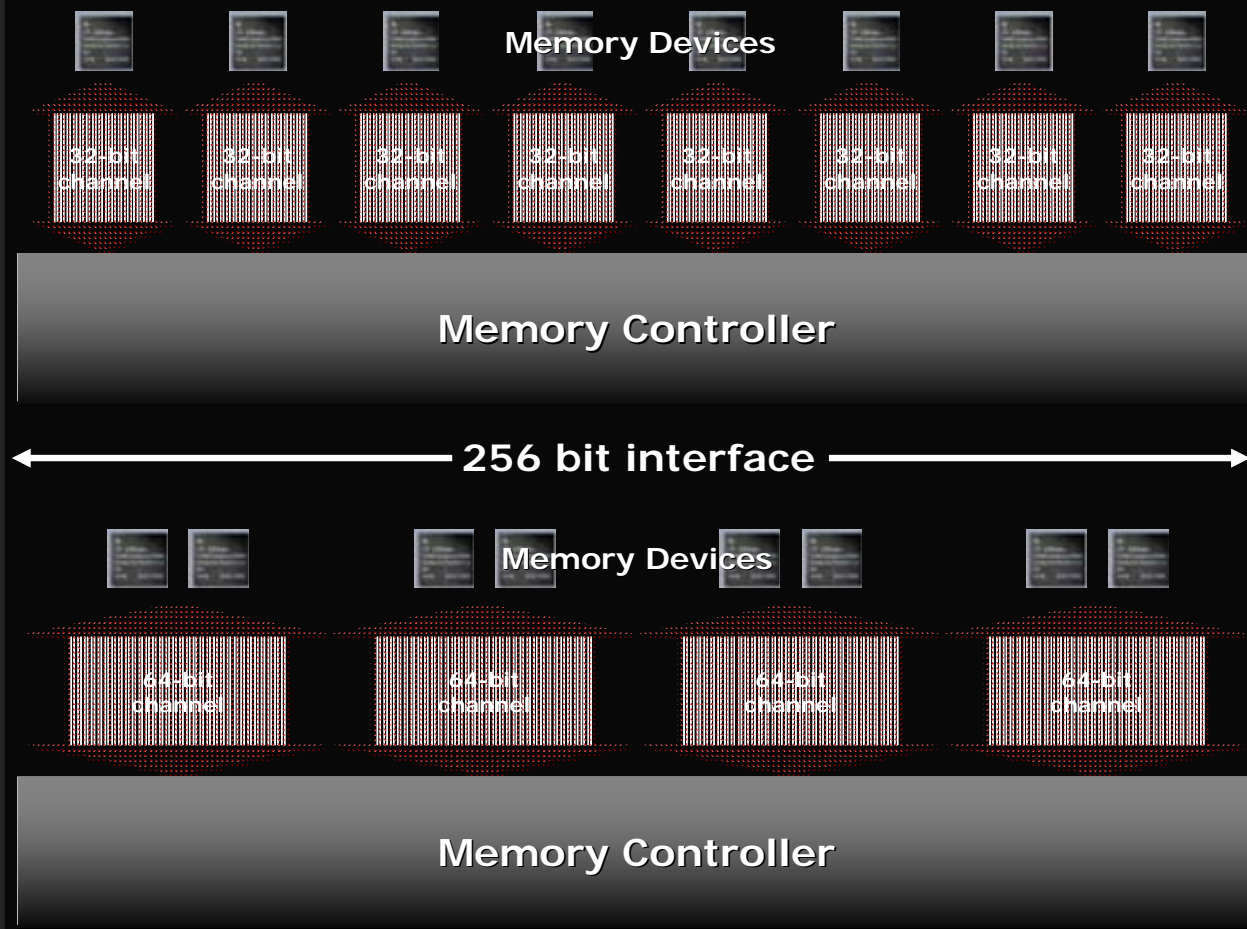 Memory Devices
32-bit
channel
32-bit
channel
32-bit
channel
32-bit
channel
32-bit
channel
32-bit
channel
32-bit
channel
32-bit
channel
Memory Controller
256 bit interface
Memory Devices
64-bit
channel
64-bit
channel
64-bit
channel
64-bit
channel
Memory Controller